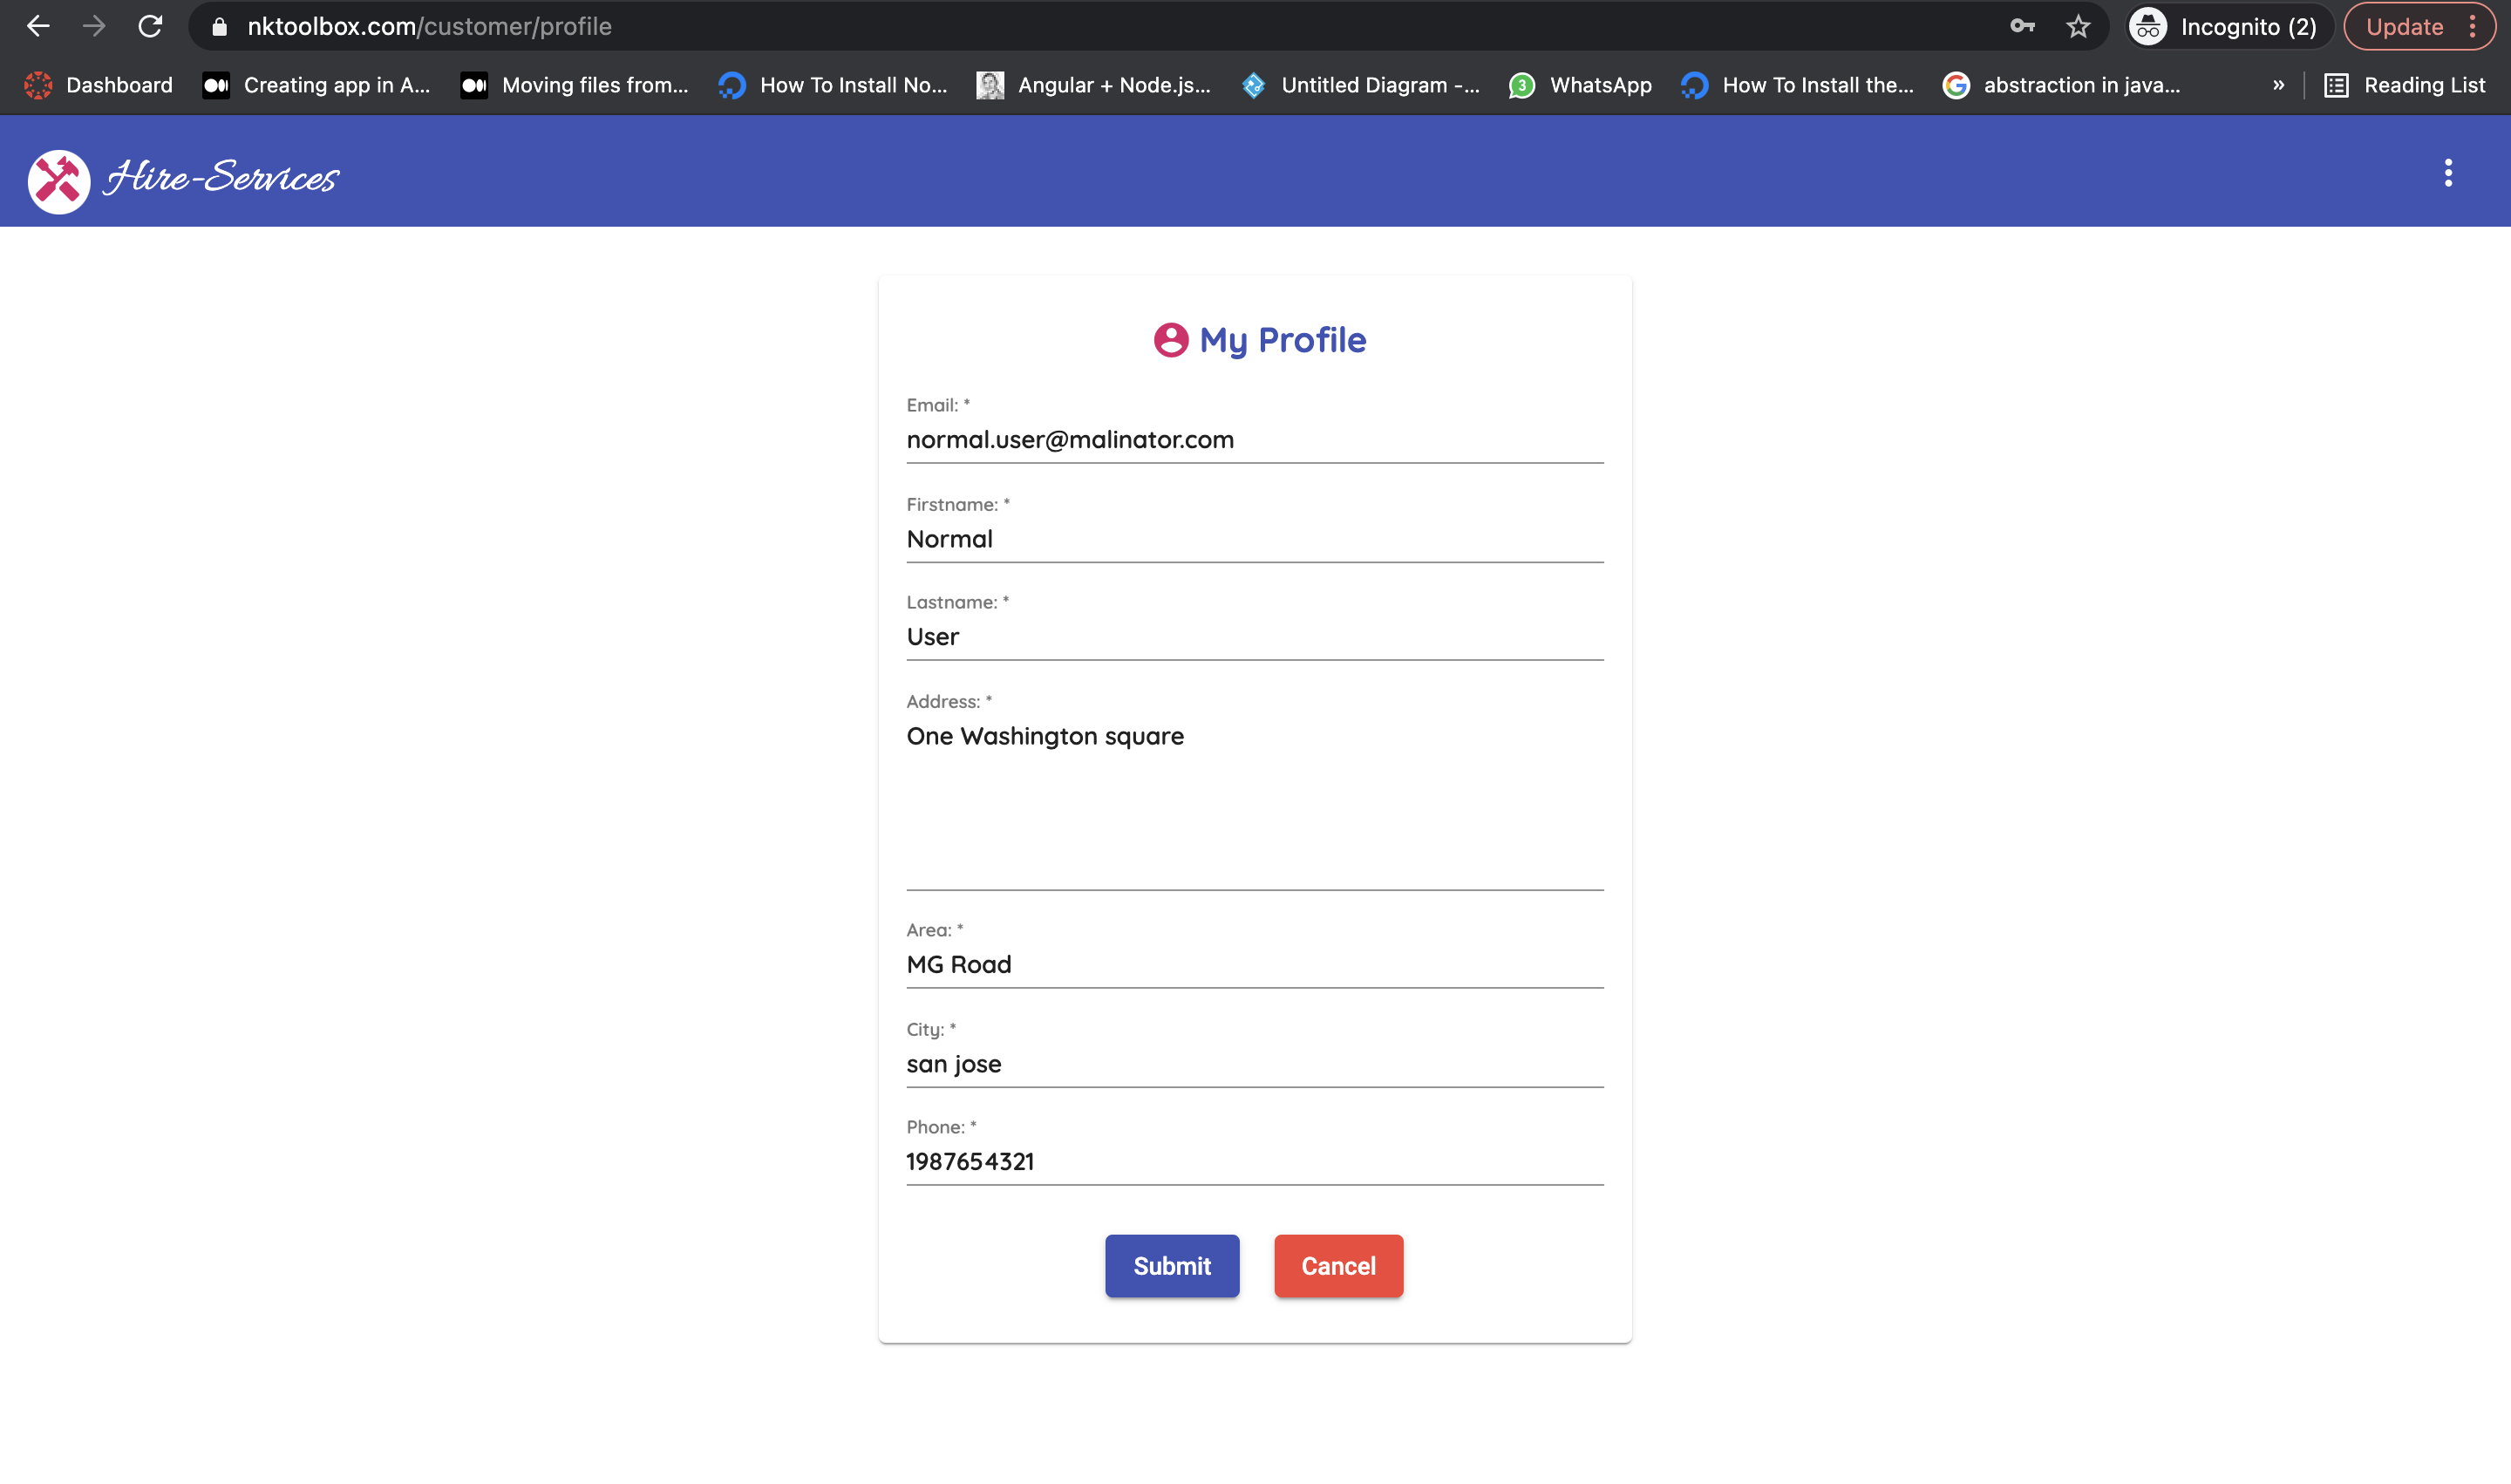 nktoolbox.com/customer/profile
Incognito (2)
Update
Dashboard
Creating app in A...
Moving files from...
How To Install No...
Angular + Node.js...
Untitled Diagram -...
3
WhatsApp
How To Install the...
abstraction in java...
»
Reading List
Hire-Services
My Profile
Email: *
normal.user@malinator.com
Firstname: *
Normal
Lastname: *
User
Address: *
One Washington square
Area: *
MG Road
City: *
san jose
Phone: *
1987654321
Submit
Cancel